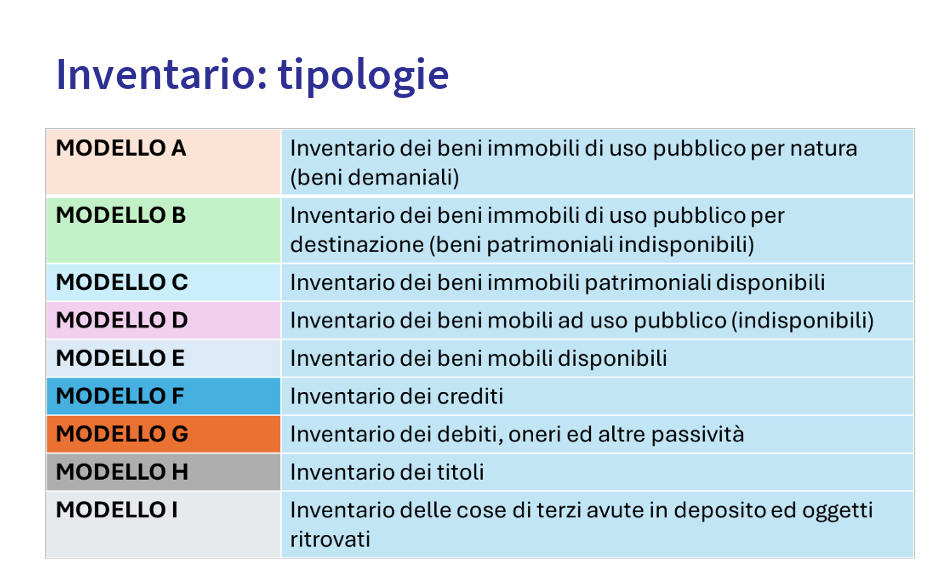 Inventario: tipologie
MODELLO A
Inventario dei beni immobili di uso pubblico per natura
(beni demaniali)
MODELLO B
Inventario dei beni immobili di uso pubblico per
destinazione (beni patrimoniali indisponibili)
MODELLO C
Inventario dei beni immobili patrimoniali disponibili
MODELLO D
Inventario dei beni mobili ad uso pubblico (indisponibili)
MODELLO E
Inventario dei beni mobili disponibili
MODELLO F
Inventario dei crediti
MODELLO G
Inventario dei debiti, oneri ed altre passività
MODELLO H
Inventario dei titoli
MODELLO I
Inventario delle cose di terzi avute in deposito ed oggetti
ritrovati